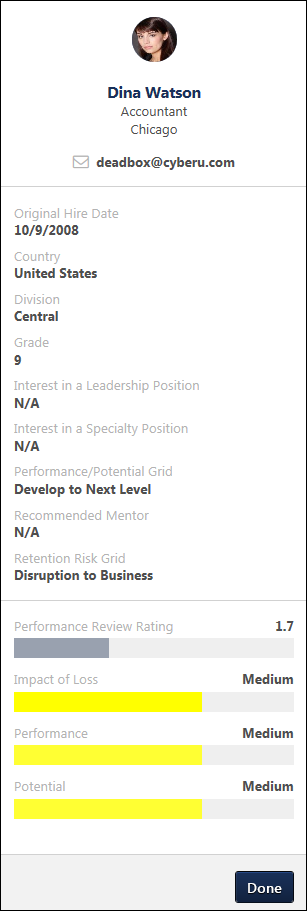 Dina Watson
Accountant
Chicago
deadbox@cyberu.com
Original Hire Date
10/9/2008
Country
United States
Division
Central
Grade
9
Interest in a Leadership Position
N/A
Interest in a Specialty Position
N/A
Performance/Potential Grid
Develop to Next Level
Recommended Mentor
N/A
Retention Risk Grid
Disruption to Business
Performance Review Rating 1.7
Impact of Loss Medium
Performance Medium
Potential Medium
Done